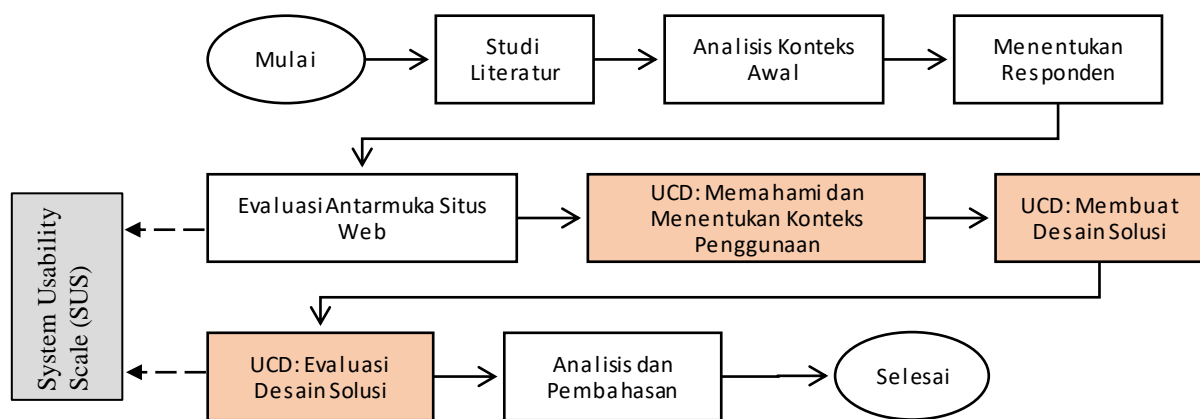 Mulai
Studi
Literatur
Analisis Konteks
Awal
Menentukan
Responden
System Usability
Scale (SUS)
Evaluasi Antarmuka Situs
Web
UCD: Memahami dan
Menentukan Konteks
Penggunaan
UCD: Membuat
Desain Solusi
UCD: Evaluasi
Desain Solusi
Analisis dan
Pembahasan
Selesai